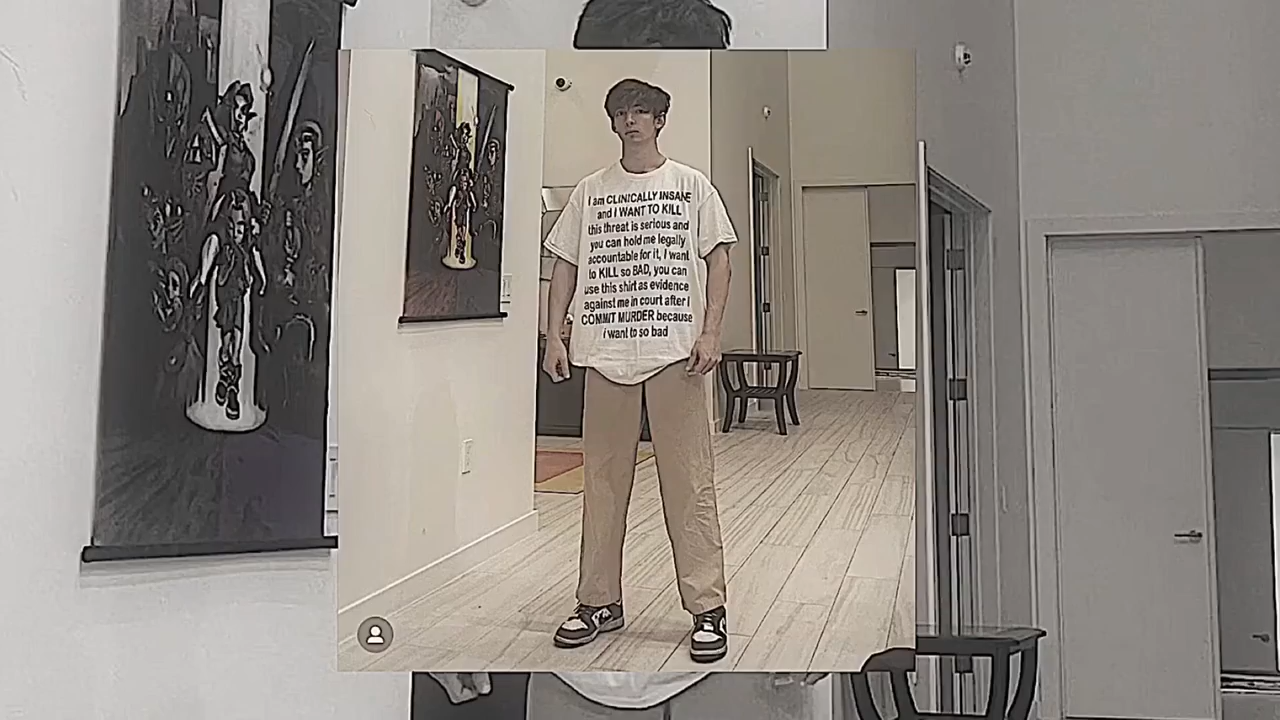 I am CLINICALLY INSANE
and I WANT TO KILL
this threat is serious and
you can hold me legally
accountable for it, I want
to KILL so BAD, you can
use this shirt as evidence
against me in court after I
COMMIT MURDER because
i want to so bad